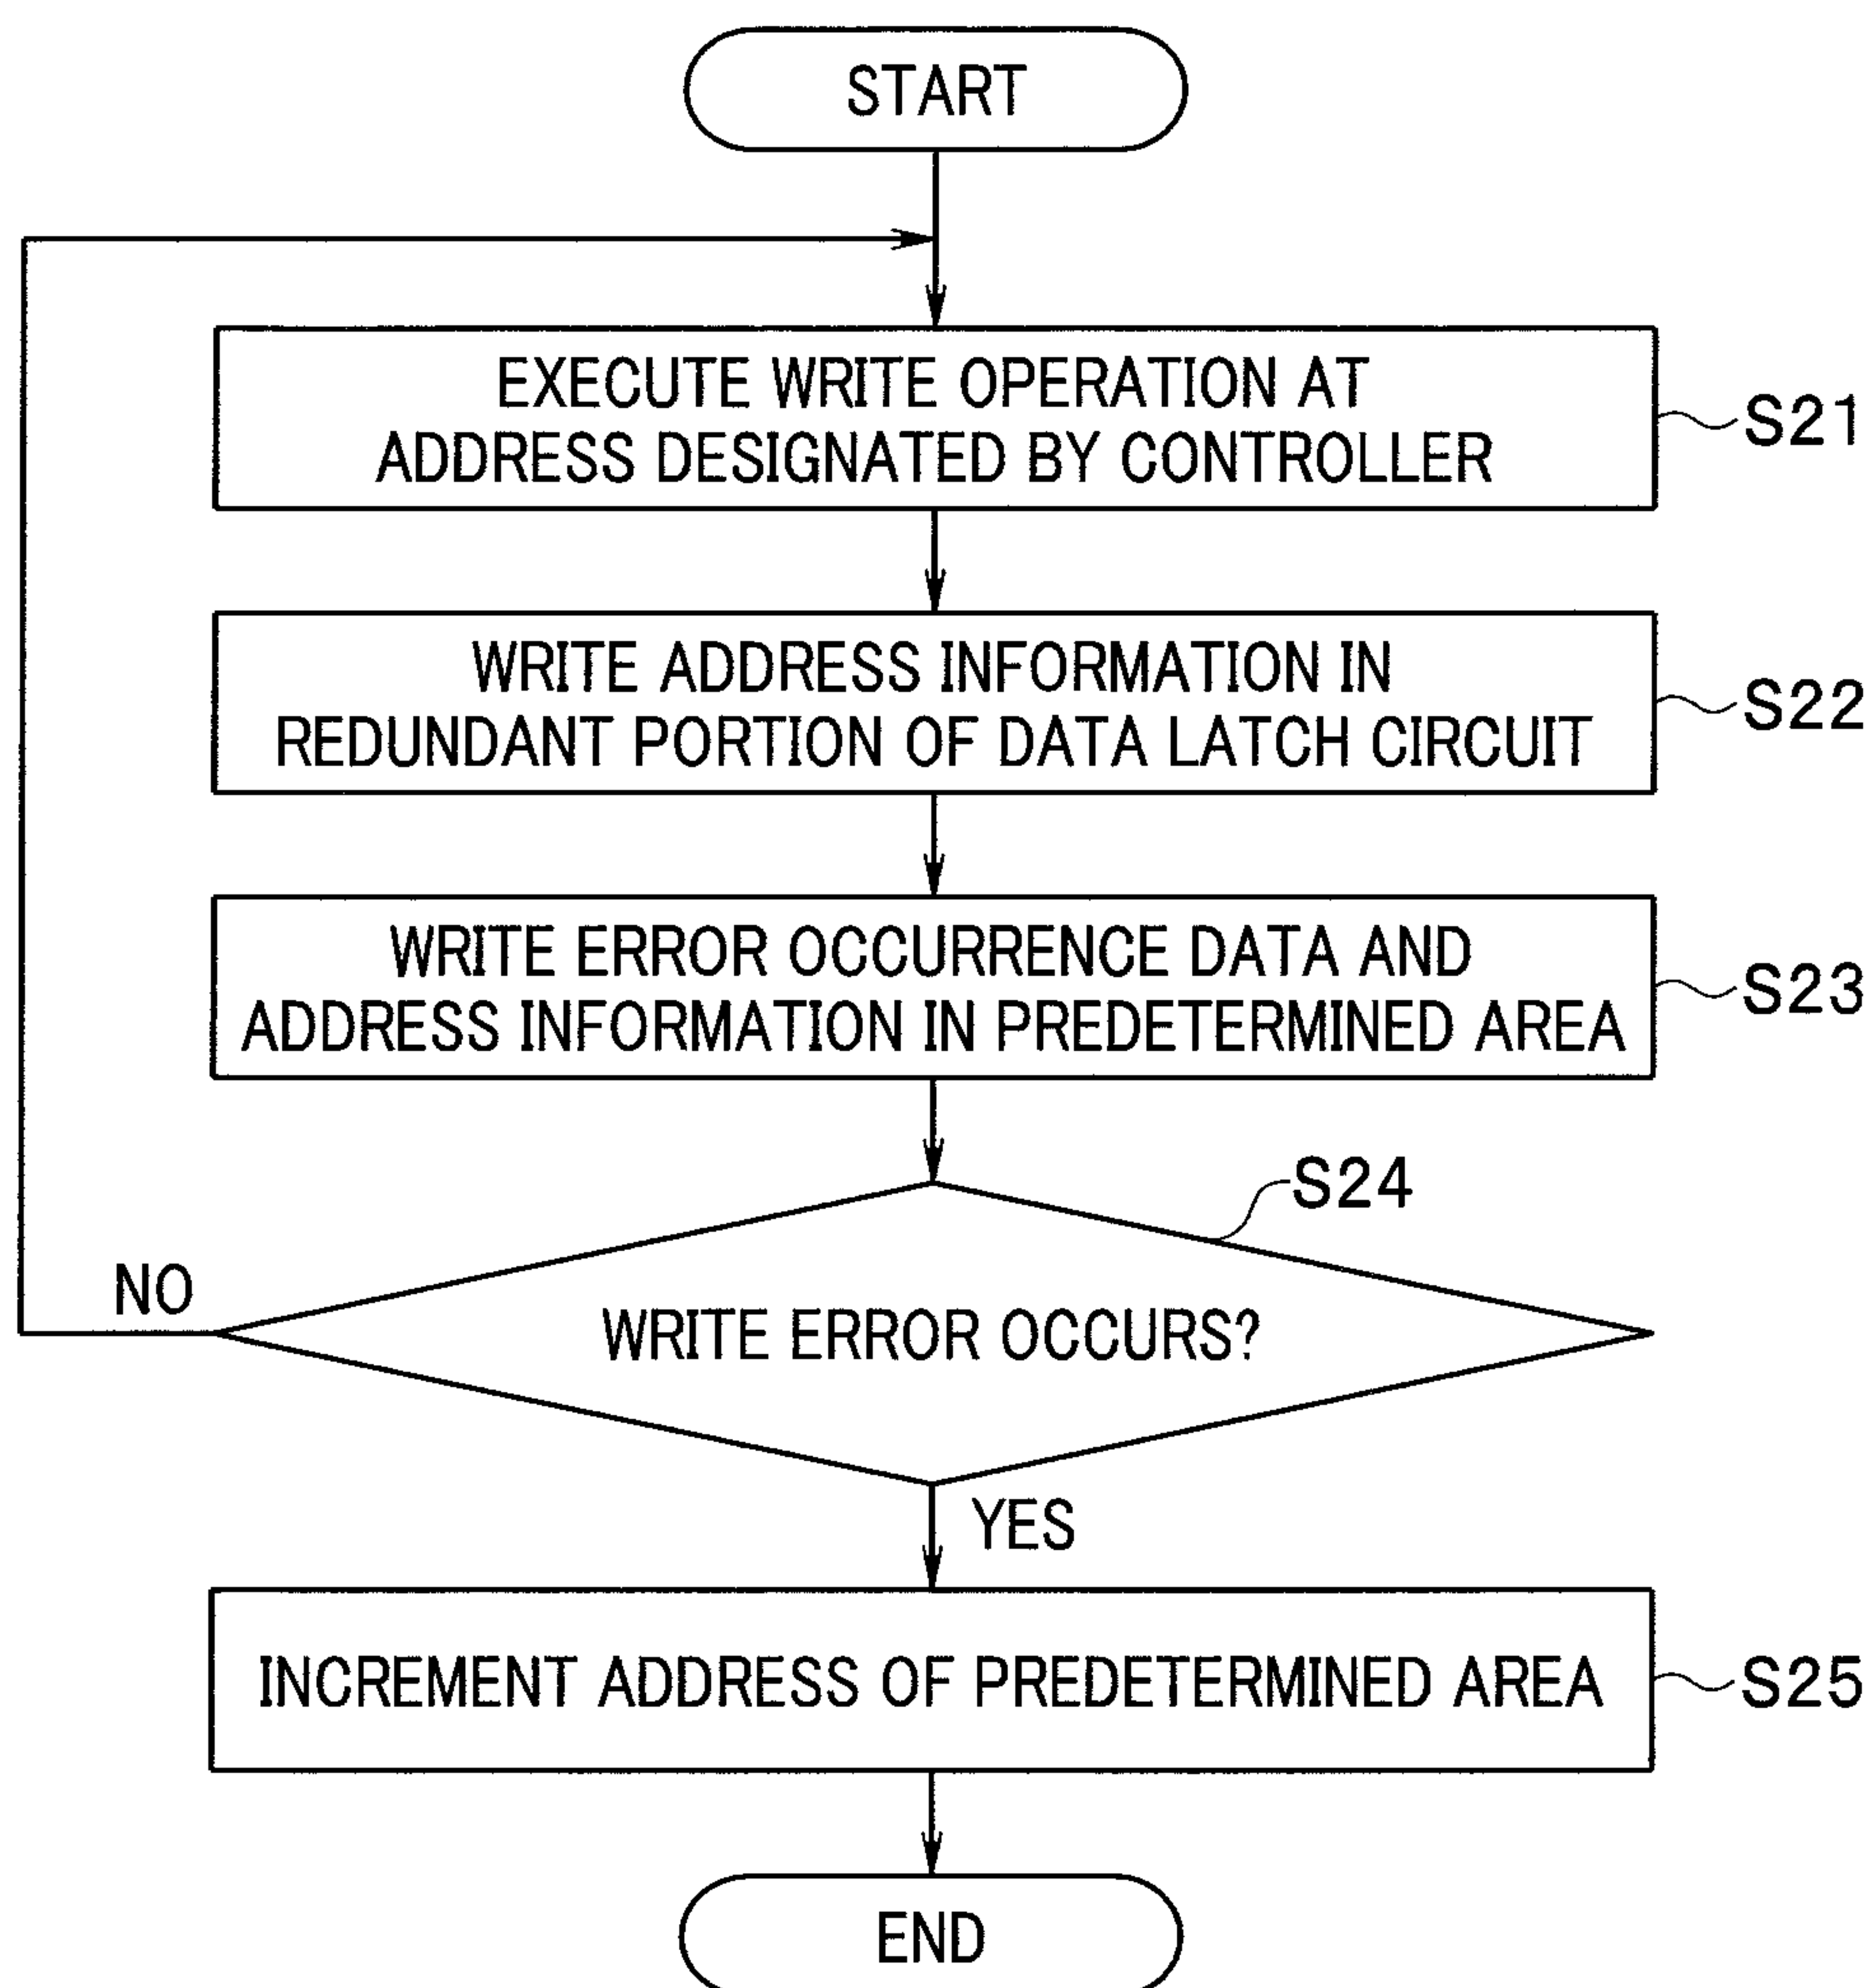 START
EXECUTE WRITE OPERATION AT
ADDRESS DESIGNATED BY CONTROLLER
S21
WRITE ADDRESS INFORMATION IN
REDUNDANT PORTION OF DATA LATCH CIRCUIT
S22
WRITE ERROR OCCURRENCE DATA AND
ADDRESS INFORMATION IN PREDETERMINED AREA
S23
S24
NO
WRITE ERROR OCCURS?
YES
INCREMENT ADDRESS OF PREDETERMINED AREA
S25
END